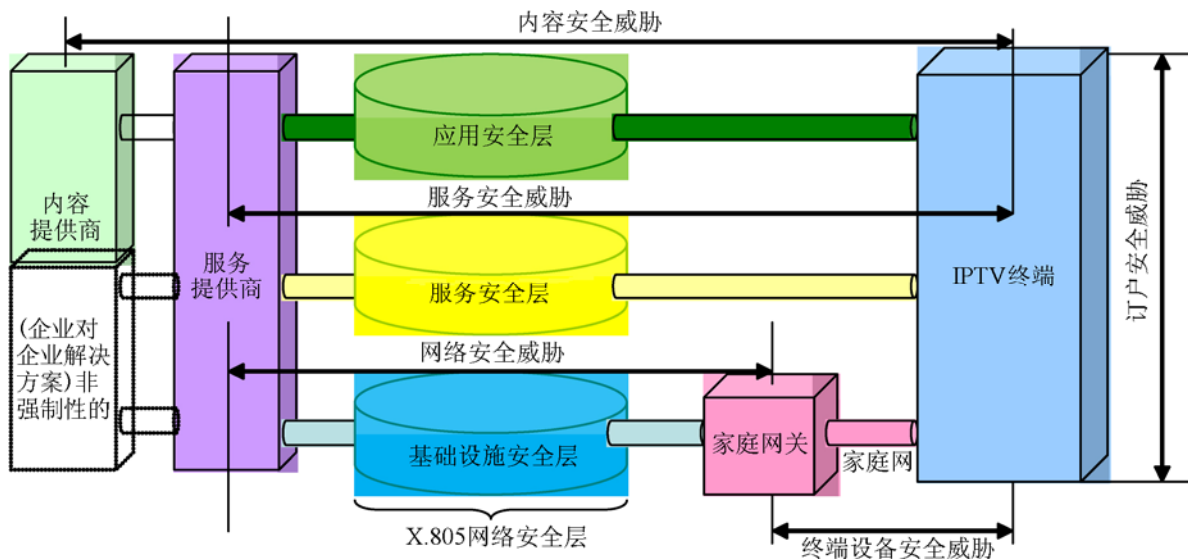 内容安全威胁
应用安全层
内容
提供商
服务安全威胁
服务
提供商
服务安全层
IPTV终端
订户安全威胁
(企业对
企业解决
方案)非
强制性的
网络安全威胁
基础设施安全层
家庭网关
家庭网
X.805网络安全层
终端设备安全威胁